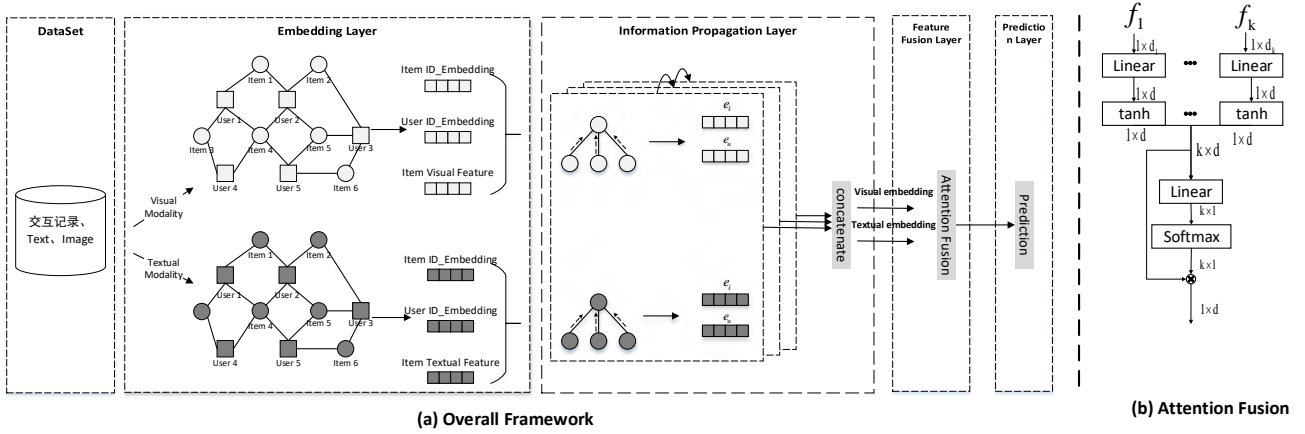 DataSet
交互记录、
Text、Image
Visual
Modality
Textual
Modality
Embedding Layer
Item 1
Item 2
User 1
User 2
Item 3
Item 4
Item 5
User 3
User 4
User 5
Item 6
Item ID_Embedding
User ID_Embedding
Item Visual Feature
Item 1
Item 2
User 1
User 2
Item 4
Item 5
User 3
User 4
User 5
Item 6
Item ID_Embedding
User ID_Embedding
Item Textual Feature
Information Propagation Layer
e_i
e_u
e_i
e_u
concatenate
Visual embedding
Textual embedding
Feature
Fusion Layer
Attention Fusion
Predictio
n Layer
Prediction
(a) Overall Framework
f_1
f_k
1×d_1
1×d_k
Linear
•••
Linear
1×d
1×d
tanh
•••
tanh
1×d
1×d
k×d
Linear
k×1
Softmax
k×1
1×d
(b) Attention Fusion